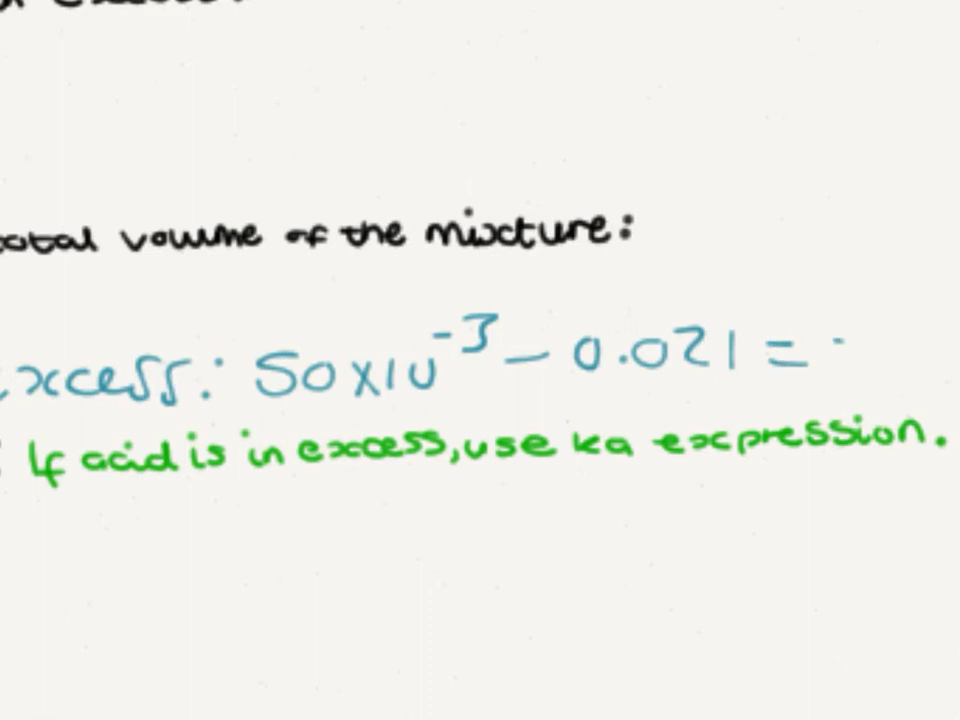 total volume of the mixture:
excess: 50x10⁻³ - 0.021 =
If acid is in excess, use ka expression.